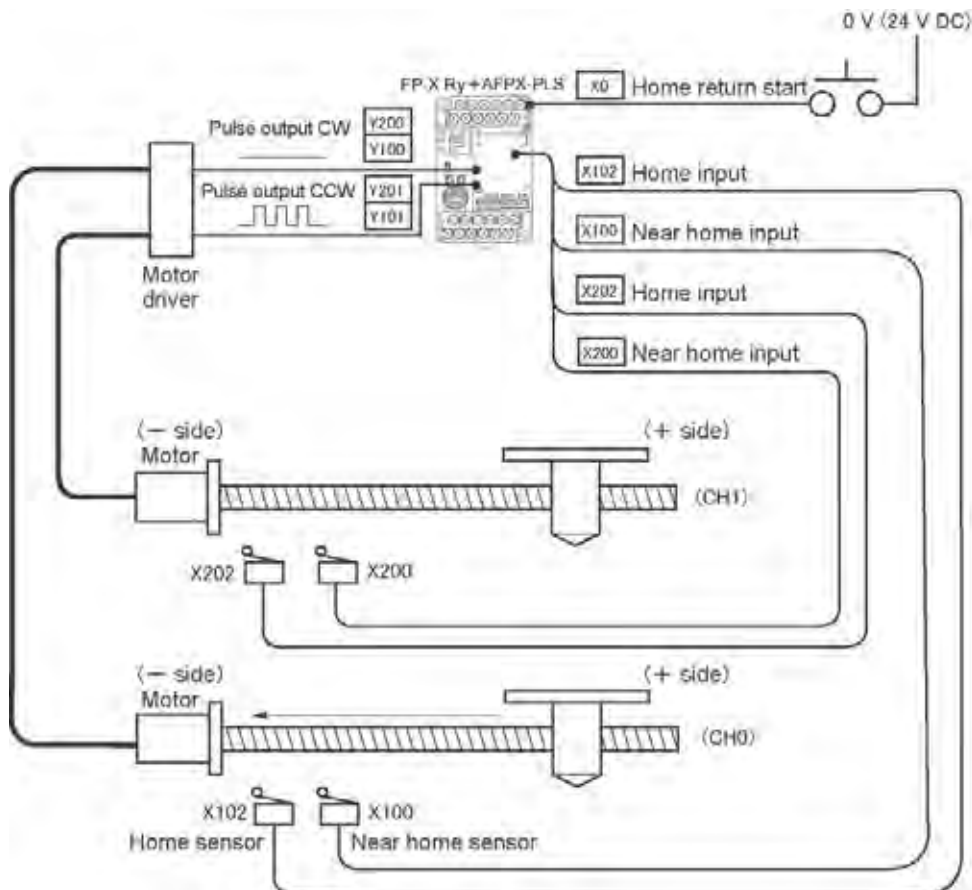 0 V (24 V DC)
FP-X Ry+AFPX-PLS
X0 Home return start
Pulse output CW Y200
Y100
X102 Home input
Pulse output CCW Y201
Y101
X100 Near home input
Motor
driver
X202 Home input
X200 Near home input
(− side)
Motor
(+ side)
(CH1)
X202
X200
(− side)
Motor
(+ side)
(CH0)
X102
X100
Home sensor
Near home sensor